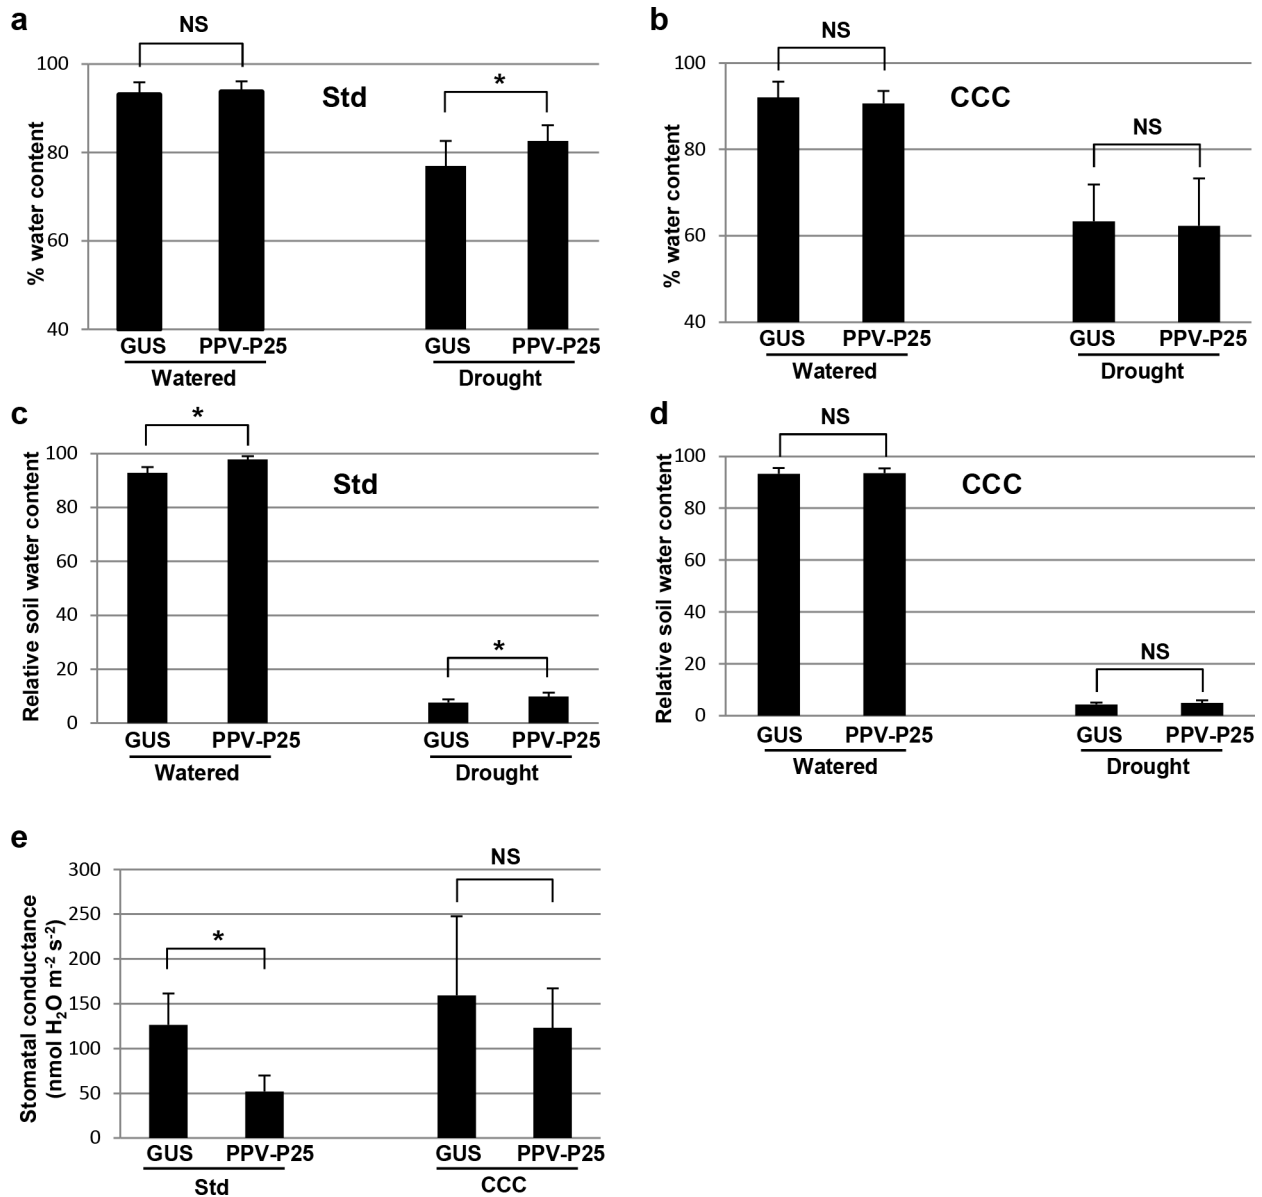 a
NS
100
80
60
40
% water content
Std
*
GUS PPV-P25 GUS PPV-P25
Watered Drought
b
NS
100
80
60
40
% water content
CCC
NS
GUS PPV-P25 GUS PPV-P25
Watered Drought
c
*
100
80
60
40
20
0
Relative soil water content
Std
*
GUS PPV-P25 GUS PPV-P25
Watered Drought
d
NS
100
80
60
40
20
0
Relative soil water content
CCC
NS
GUS PPV-P25 GUS PPV-P25
Watered Drought
e
NS
300
250
200
150
100
50
0
Stomatal conductance
(nmol H₂O m⁻² s⁻²)
*
GUS PPV-P25 GUS PPV-P25
Std CCC